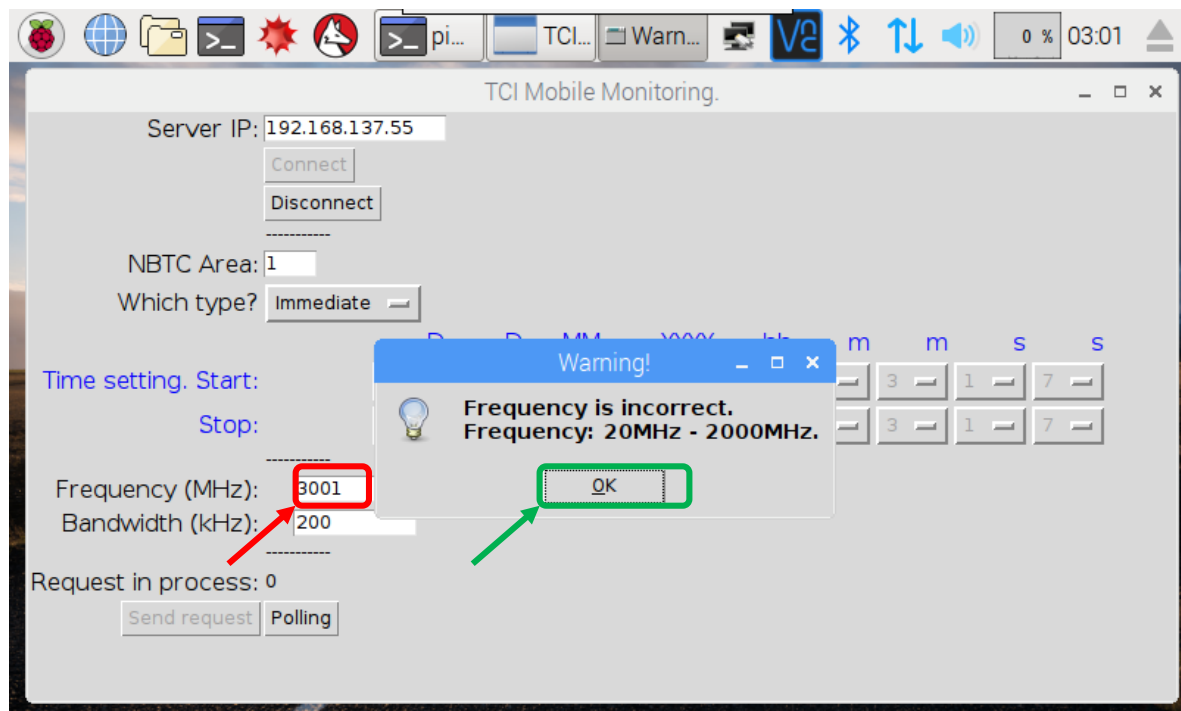 pi... TCI... Warn... 0 % 03:01
TCI Mobile Monitoring.
Server IP: 192.168.137.55
Connect
Disconnect
-----------
NBTC Area: 1
Which type? Immediate
m m s s
Time setting. Start: 3 1 7
Stop: 3 1 7
Warning!
Frequency is incorrect.
Frequency: 20MHz - 2000MHz.
OK
-----------
Frequency (MHz): 3001
Bandwidth (kHz): 200
-----------
Request in process: 0
Send request Polling